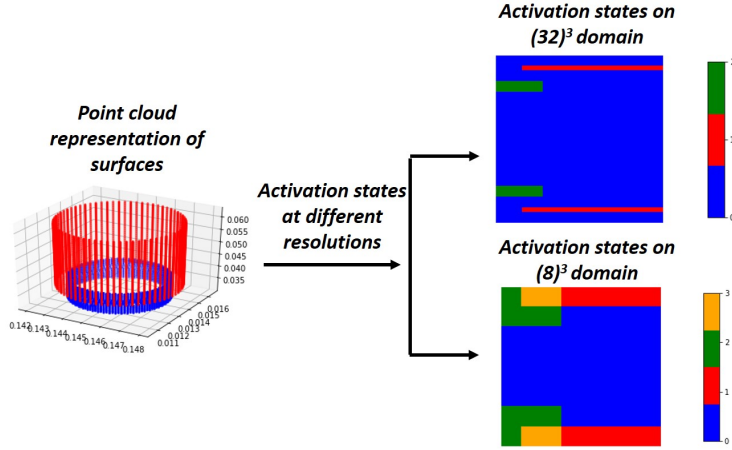 Activation states on
(32)³ domain
2
1
0
Point cloud
representation of
surfaces
0.060
0.055
0.050
0.045
0.040
0.035
0.142
0.143
0.144
0.145
0.146
0.147
0.148
0.011
0.012
0.013
0.014
0.015
0.016
Activation states
at different
resolutions
Activation states on
(8)³ domain
3
2
1
0